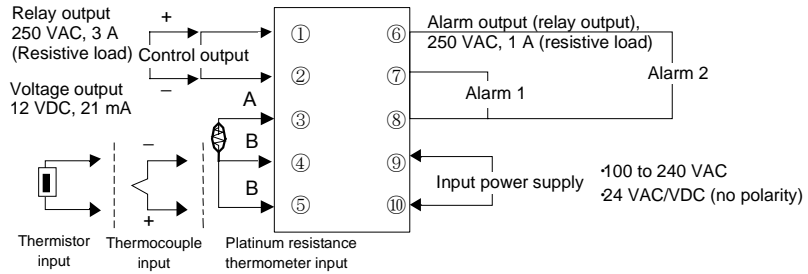 Relay output
250 VAC, 3 A
(Resistive load)
+
Control output
−
Voltage output
12 VDC, 21 mA
A
B
B
①
②
③
④
⑤
⑥
⑦
⑧
⑨
⑩
Alarm output (relay output),
250 VAC, 1 A (resistive load)
Alarm 2
Alarm 1
Input power supply
·100 to 240 VAC
·24 VAC/VDC (no polarity)
−
+
Thermistor
input
Thermocouple
input
Platinum resistance
thermometer input